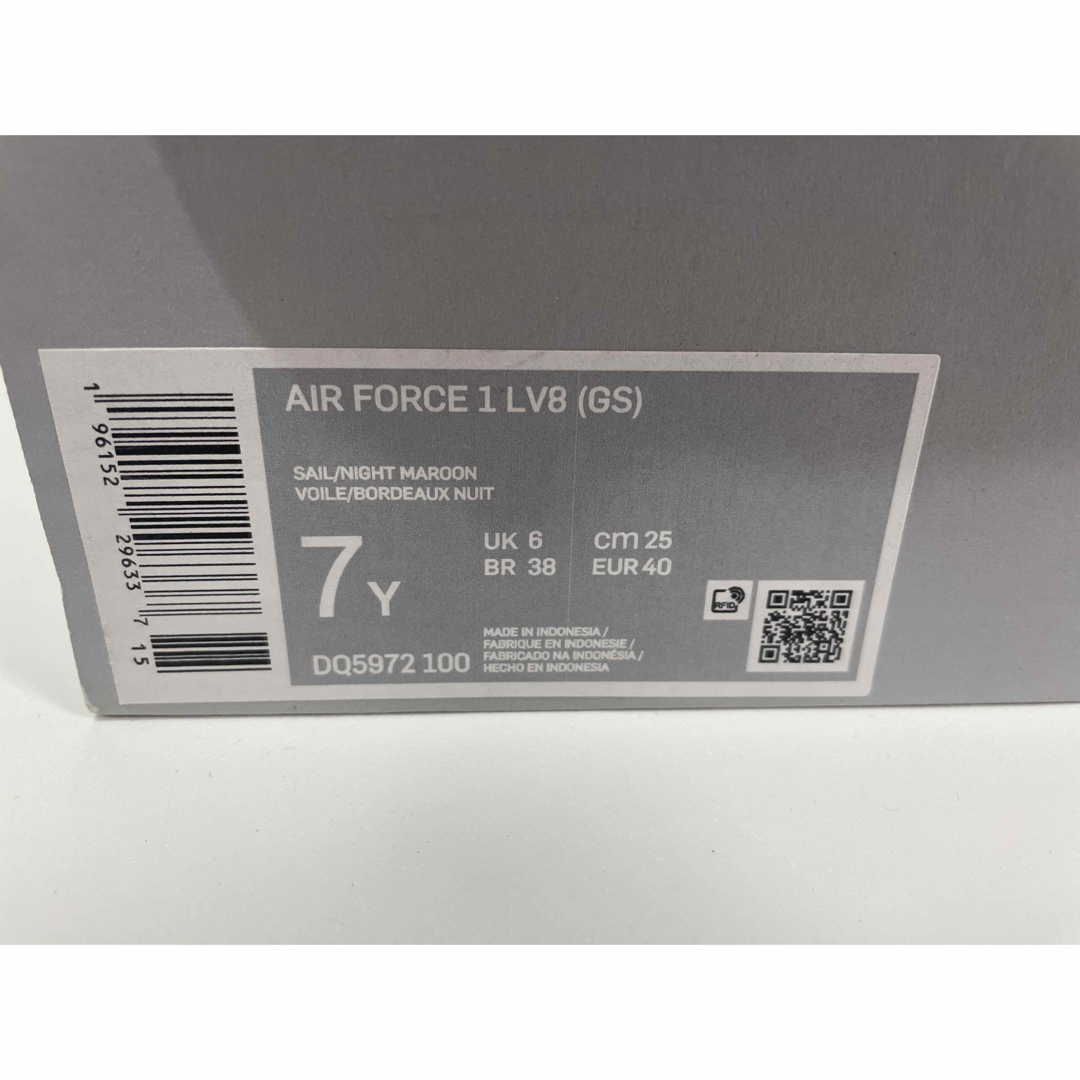 AIR FORCE 1 LV8 (GS)
SAIL/NIGHT MAROON
VOILE/BORDEAUX NUIT
7Y
UK 6
cm 25
BR 38
EUR 40
RFID
DQ5972 100
MADE IN INDONESIA /
FABRIQUE EN INDONESIE /
FABRICADO NA INDONÉSIA /
HECHO EN INDONESIA
1 96152 29633 7 15